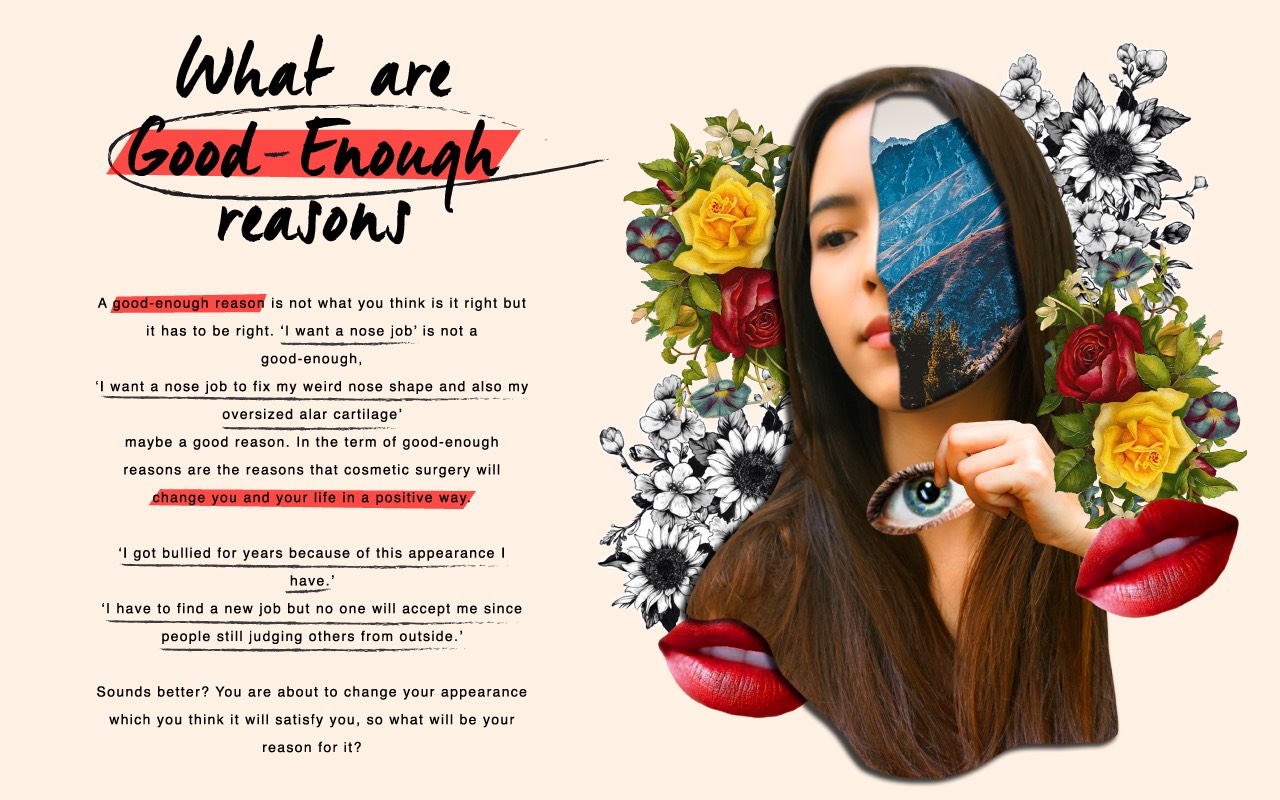 What are
Good-Enough
reasons
A good-enough reason is not what you think is it right but
it has to be right. ‘I want a nose job’ is not a
good-enough,
‘I want a nose job to fix my weird nose shape and also my
oversized alar cartilage’
maybe a good reason. In the term of good-enough
reasons are the reasons that cosmetic surgery will
change you and your life in a positive way.
‘I got bullied for years because of this appearance I
have.’
‘I have to find a new job but no one will accept me since
people still judging others from outside.’
Sounds better? You are about to change your appearance
which you think it will satisfy you, so what will be your
reason for it?